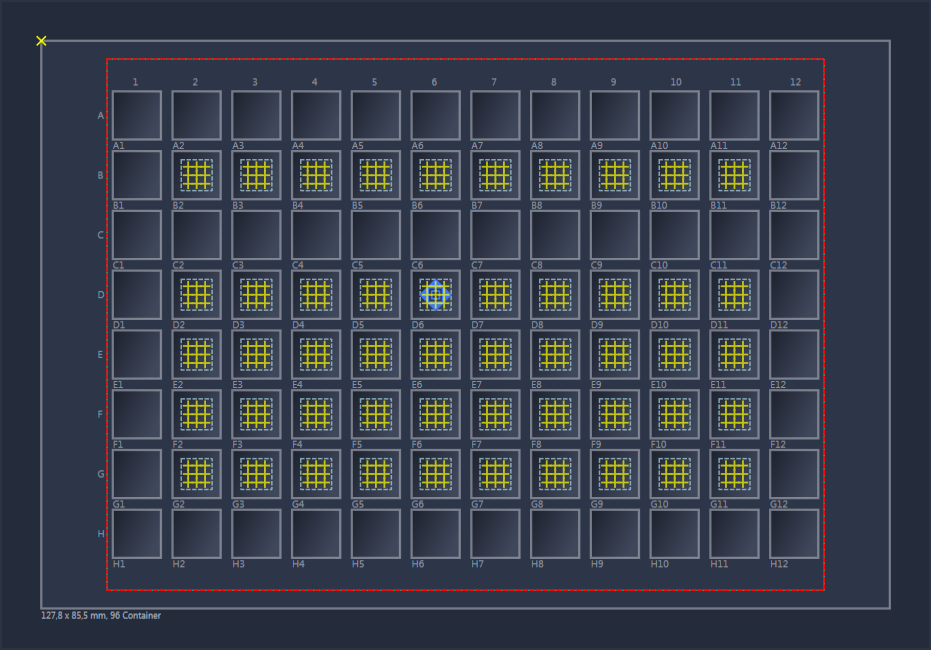 1 2 3 4 5 6 7 8 9 10 11 12
A
A1 A2 A3 A4 A5 A6 A7 A8 A9 A10 A11 A12
B
B1 B2 B3 B4 B5 B6 B7 B8 B9 B10 B11 B12
C
C1 C2 C3 C4 C5 C6 C7 C8 C9 C10 C11 C12
D
D1 D2 D3 D4 D5 D6 D7 D8 D9 D10 D11 D12
E
E1 E2 E3 E4 E5 E6 E7 E8 E9 E10 E11 E12
F
F1 F2 F3 F4 F5 F6 F7 F8 F9 F10 F11 F12
G
G1 G2 G3 G4 G5 G6 G7 G8 G9 G10 G11 G12
H
H1 H2 H3 H4 H5 H6 H7 H8 H9 H10 H11 H12
127,8 x 85,5 mm, 96 Container